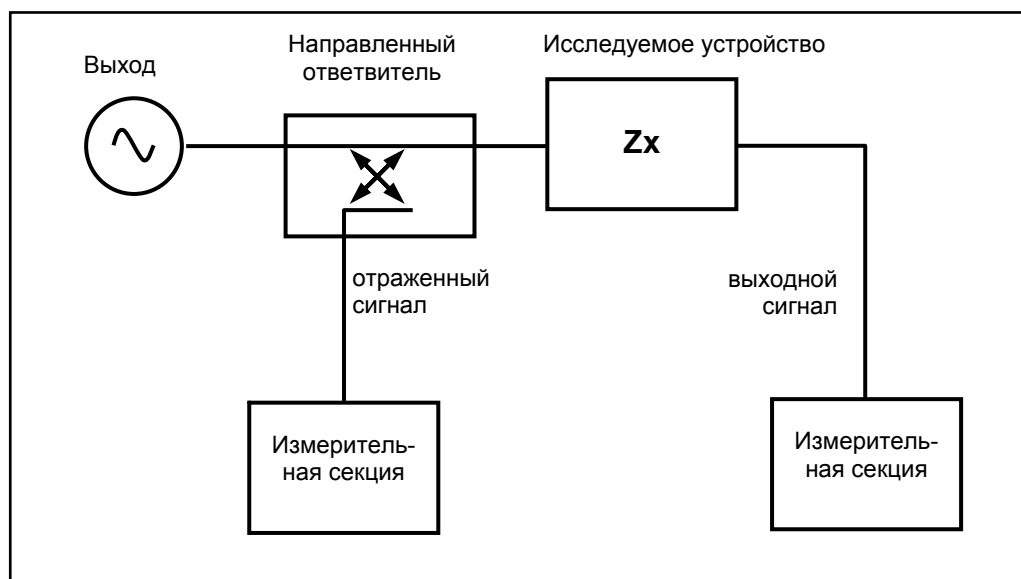 Выход
Направленный
ответвитель
Исследуемое устройство
Zx
отраженный
сигнал
выходной
сигнал
Измеритель-
ная секция
Измеритель-
ная секция